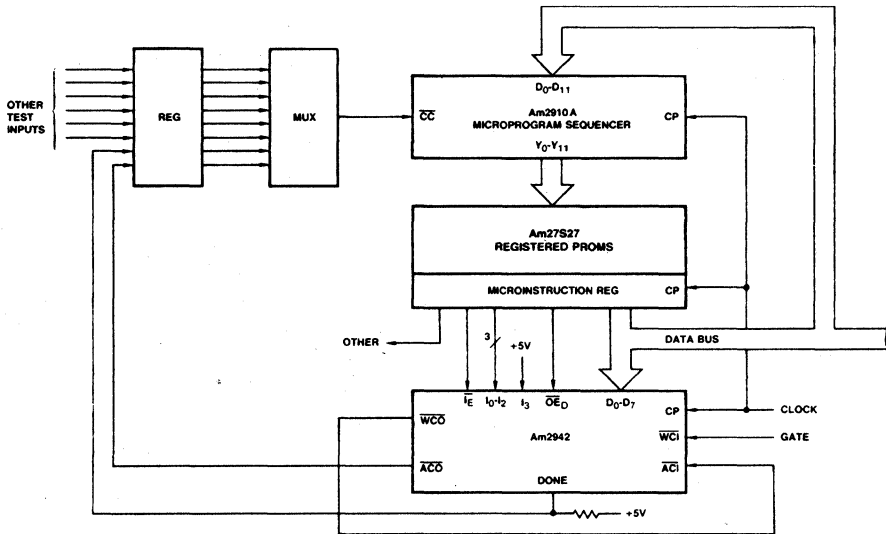 OTHER
TEST
INPUTS
REG
MUX
D0-D11
CC
Am2910A
MICROPROGRAM SEQUENCER
CP
Y0-Y11
Am27S27
REGISTERED PROMS
MICROINSTRUCTION REG
CP
OTHER
3
+5V
DATA BUS
IE
I0-I2
I3
OED
D0-D7
CP
CLOCK
WCO
WCI
GATE
Am2942
ACO
ACI
DONE
+5V